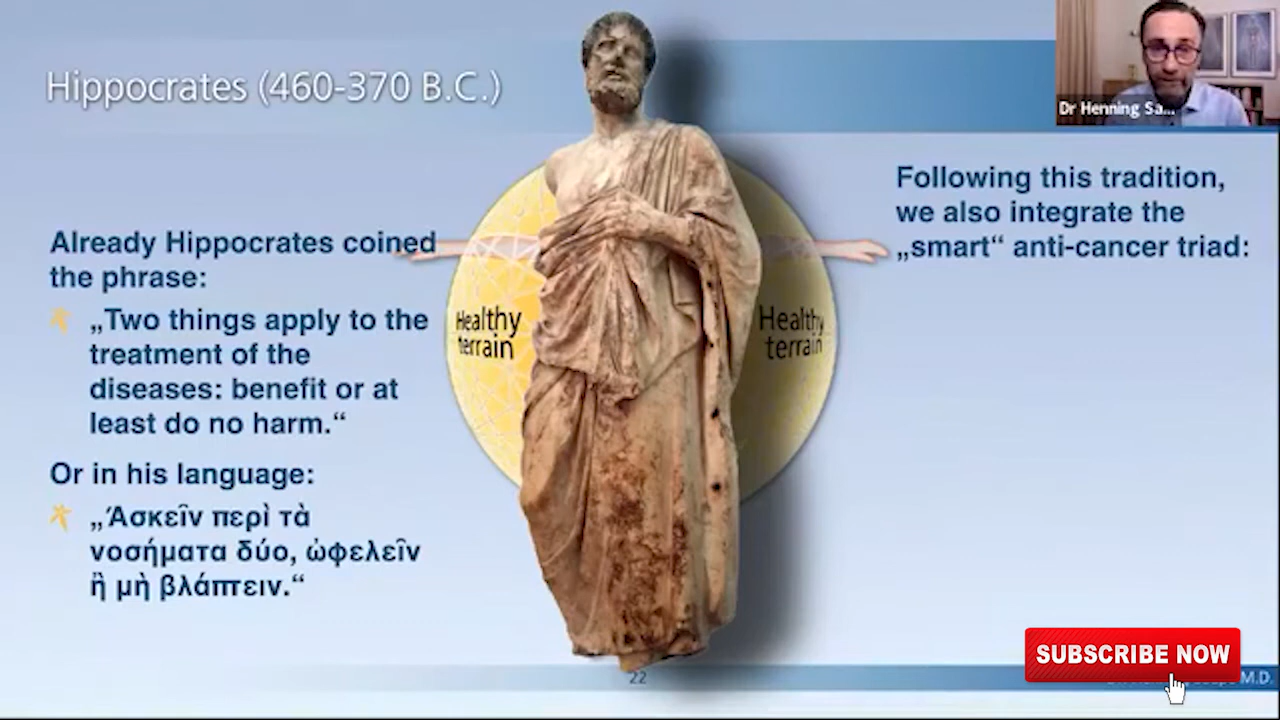 Hippocrates (460-370 B.C.)
Dr Henning Sa...
Already Hippocrates coined
the phrase:
„Two things apply to the
treatment of the
diseases: benefit or at
least do no harm.“
Or in his language:
„Άσκεῖν περὶ τὰ
νοσήματα δύο, ὠφελεῖν
ἢ μὴ βλάπτειν.“
Healthy
terrain
Healthy
terrain
Following this tradition,
we also integrate the
„smart“ anti-cancer triad:
SUBSCRIBE NOW
22
M.D.